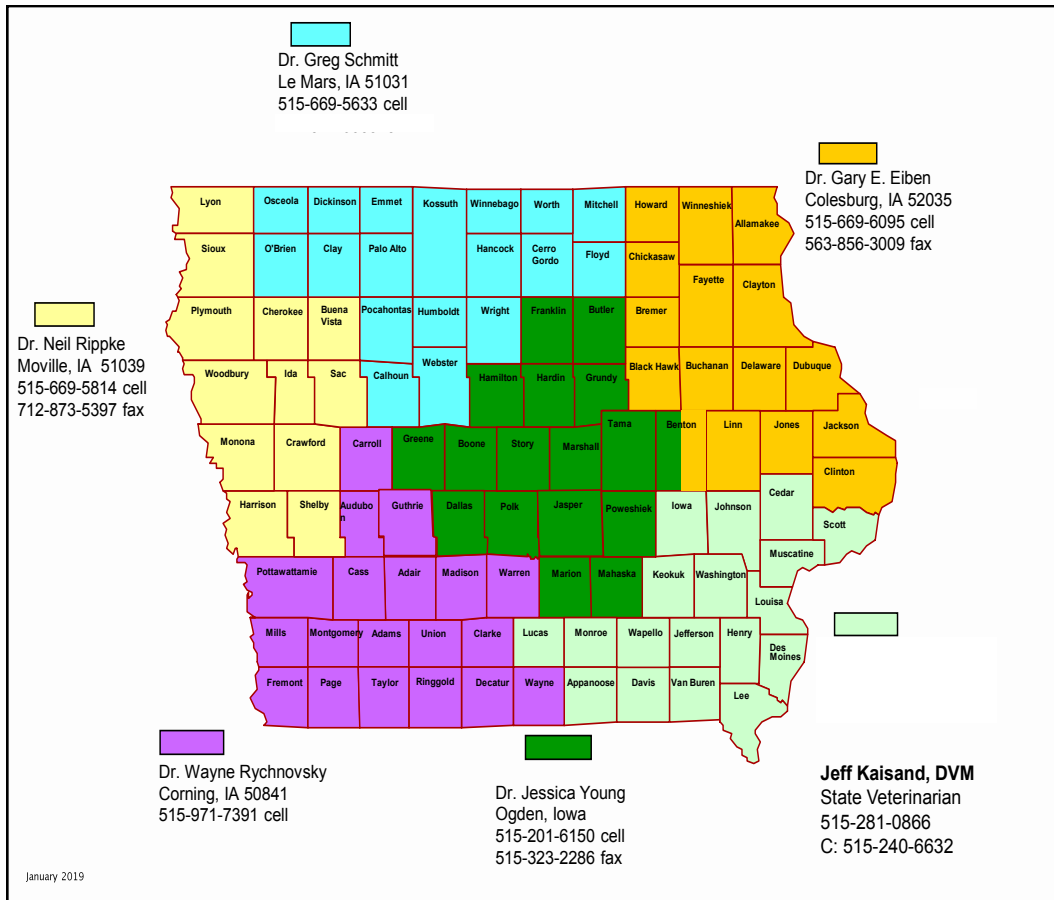 Dr. Greg Schmitt
Le Mars, IA 51031
515-669-5633 cell
Dr. Gary E. Eiben
Colesburg, IA 52035
515-669-6095 cell
563-856-3009 fax
Dr. Neil Rippke
Moville, IA 51039
515-669-5814 cell
712-873-5397 fax
Lyon
Osceola
Dickinson
Emmet
Kossuth
Winnebago
Worth
Mitchell
Howard
Winneshiek
Allamakee
Sioux
O'Brien
Clay
Palo Alto
Hancock
Cerro
Gordo
Floyd
Chickasaw
Fayette
Clayton
Plymouth
Cherokee
Buena
Vista
Pocahontas
Humboldt
Wright
Franklin
Butler
Bremer
Woodbury
Ida
Sac
Calhoun
Webster
Hamilton
Hardin
Grundy
Black Hawk
Buchanan
Delaware
Dubuque
Monona
Crawford
Carroll
Greene
Boone
Story
Marshall
Tama
Benton
Linn
Jones
Jackson
Clinton
Harrison
Shelby
Audubo
n
Guthrie
Dallas
Polk
Jasper
Poweshiek
Iowa
Johnson
Cedar
Scott
Muscatine
Pottawattamie
Cass
Adair
Madison
Warren
Marion
Mahaska
Keokuk
Washington
Louisa
Mills
Montgomery
Adams
Union
Clarke
Lucas
Monroe
Wapello
Jefferson
Henry
Des
Moines
Fremont
Page
Taylor
Ringgold
Decatur
Wayne
Appanoose
Davis
Van Buren
Lee
Dr. Wayne Rychnovsky
Corning, IA 50841
515-971-7391 cell
Dr. Jessica Young
Ogden, Iowa
515-201-6150 cell
515-323-2286 fax
Jeff Kaisand, DVM
State Veterinarian
515-281-0866
C: 515-240-6632
January 2019